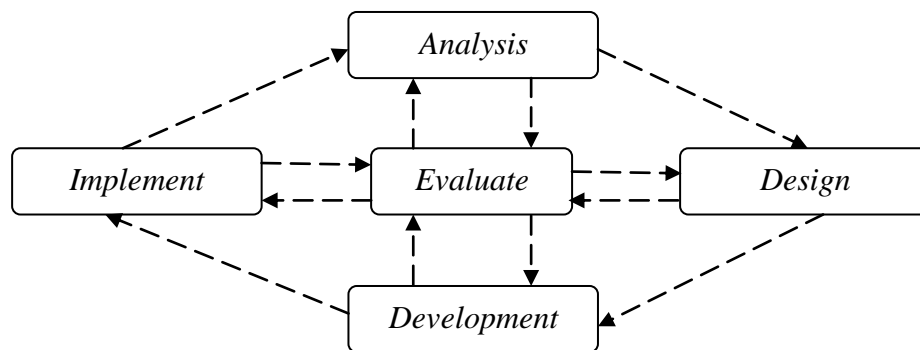 Analysis
Implement
Evaluate
Design
Development